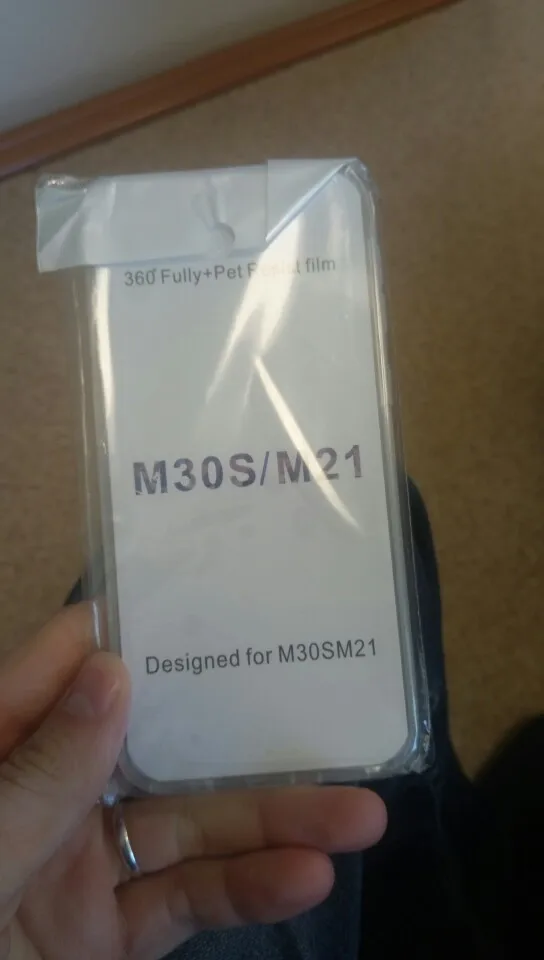 360° Fully+Pet film
M30S/M21
Designed for M30SM21